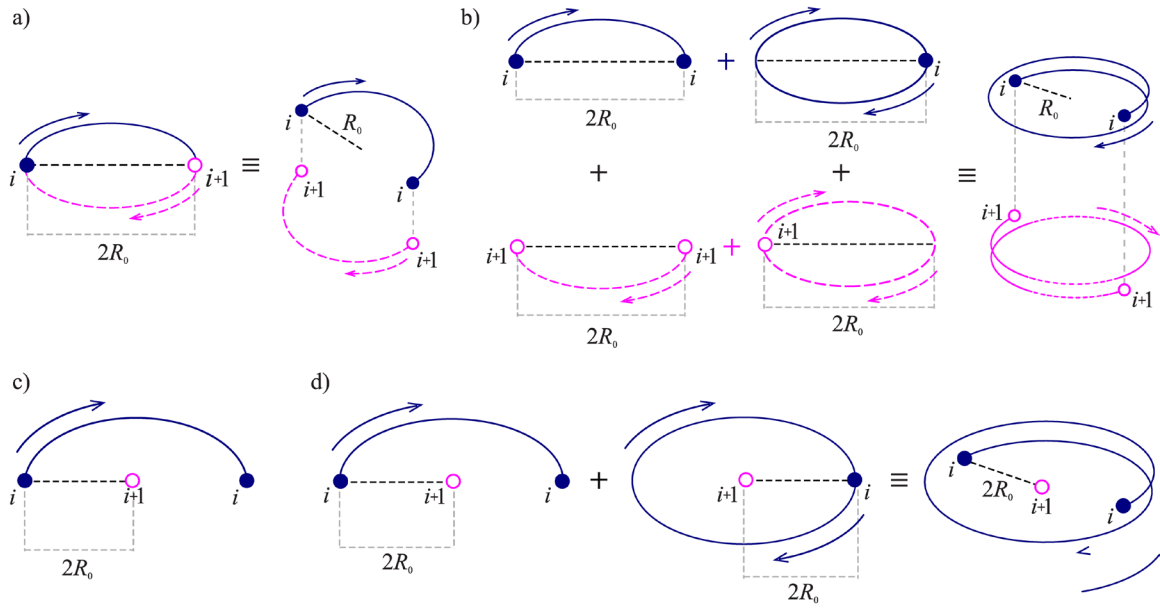 a)
i
i+1
2R₀
≡
i
R₀
i+1
i
i+1
b)
i
i
2R₀
+
i
2R₀
+
+
i+1
i+1
2R₀
+
i+1
2R₀
≡
i
R₀
i
i+1
i+1
c)
i
i+1
i
2R₀
d)
i
i+1
i
2R₀
+
i+1
i
2R₀
≡
i
2R₀
i+1
i